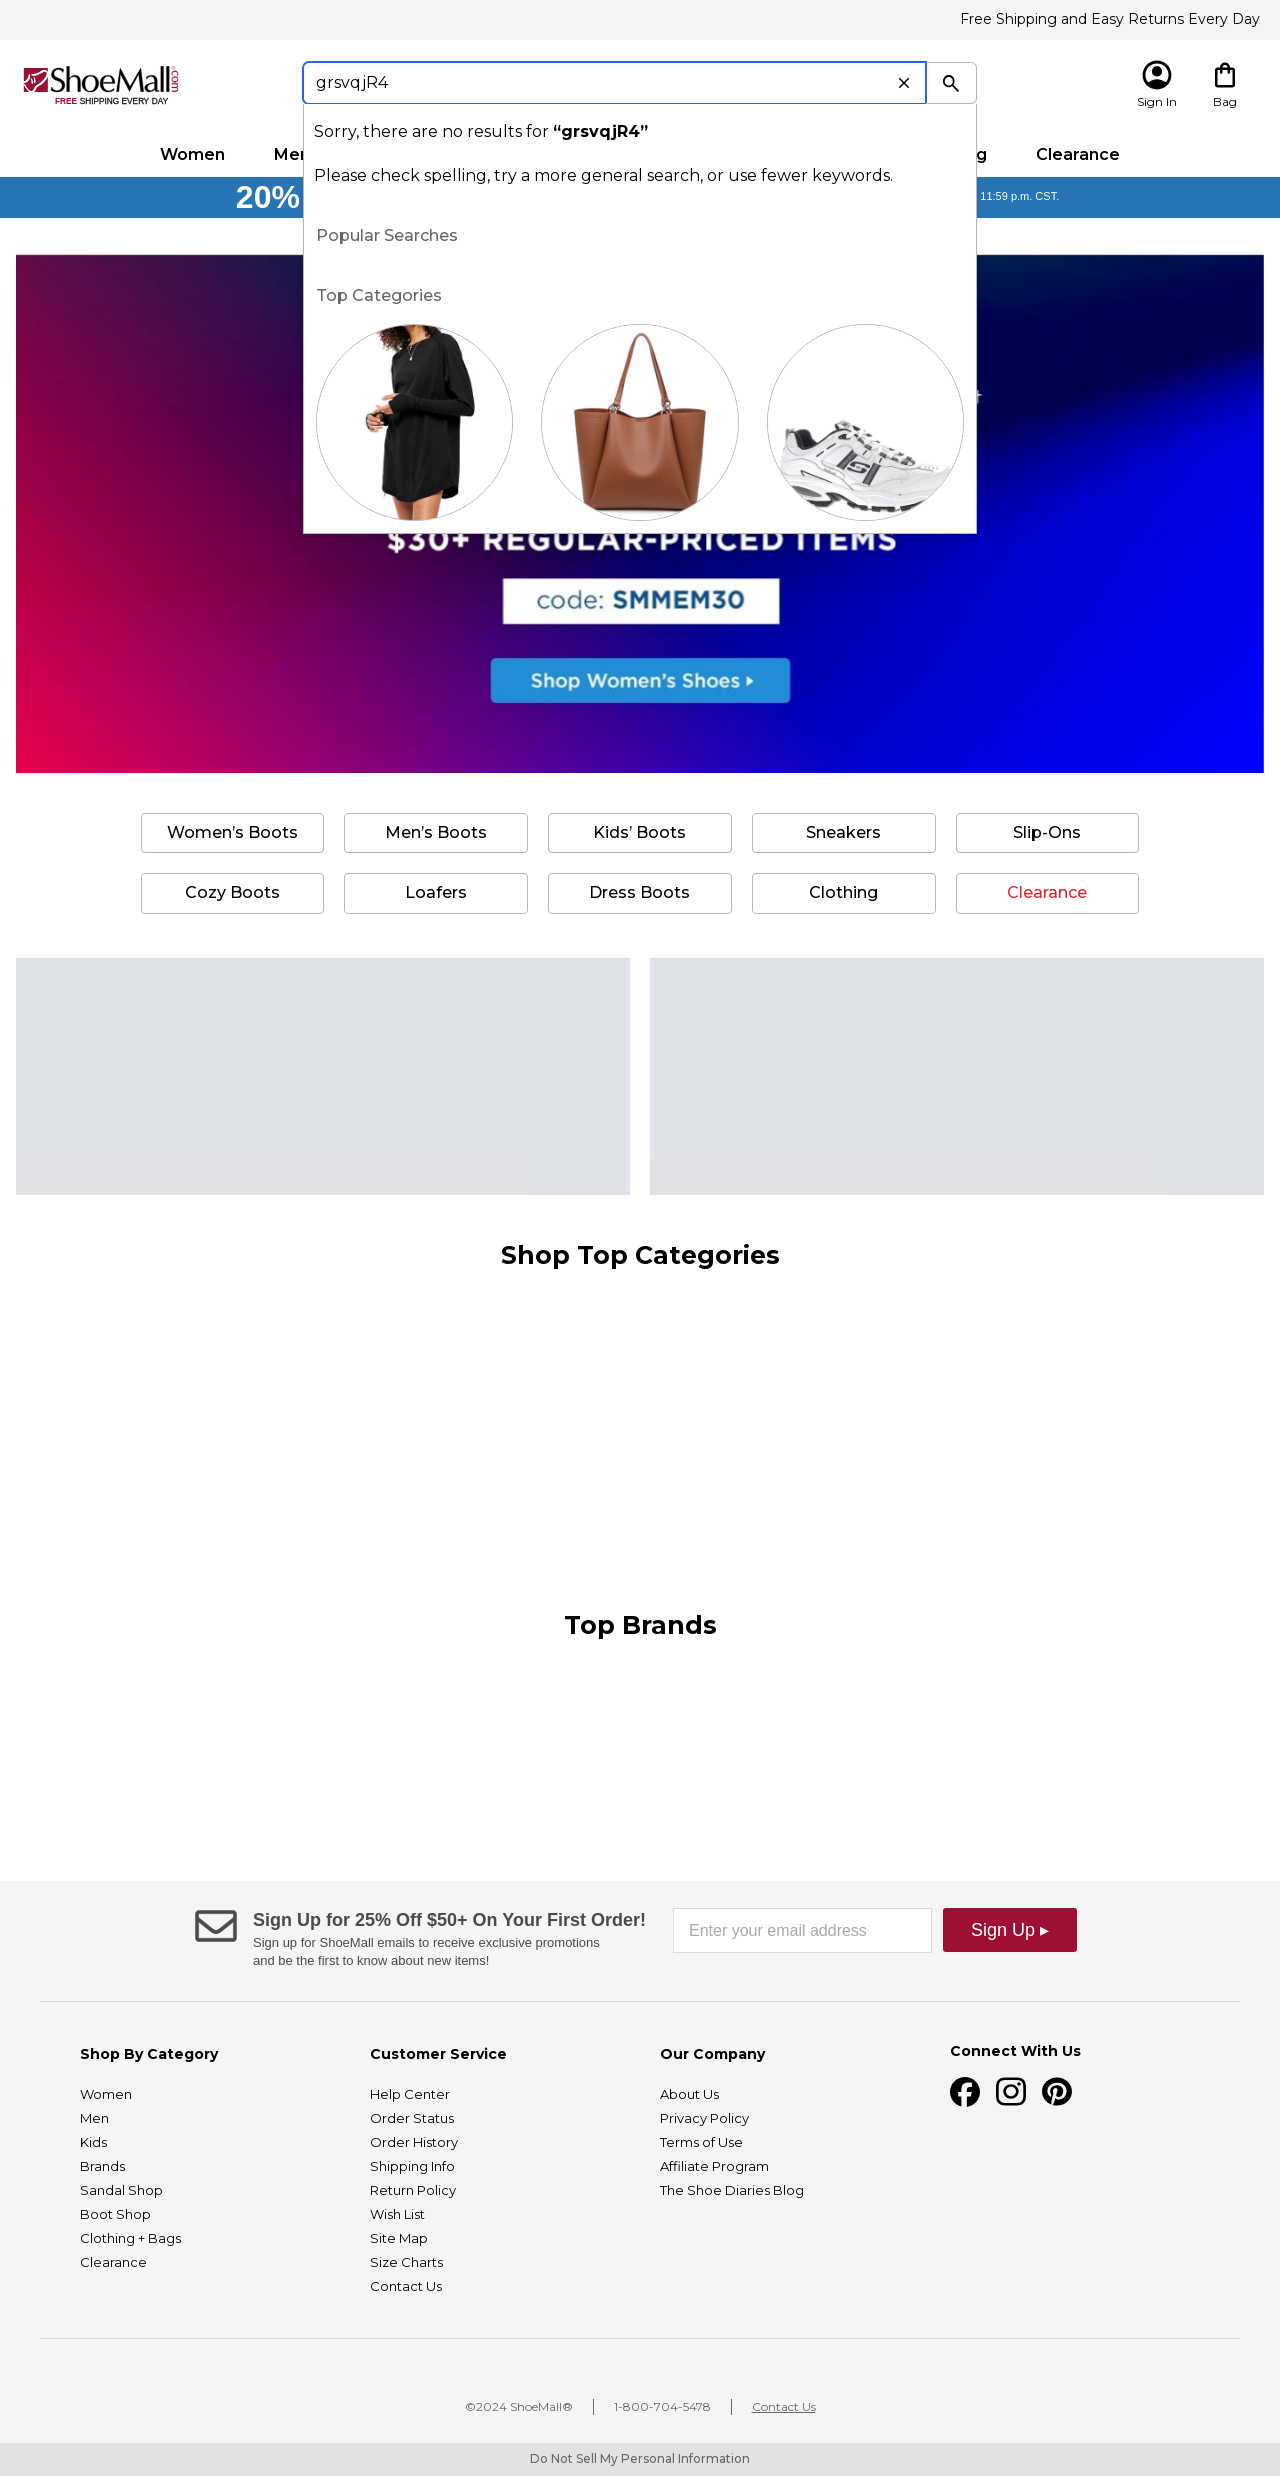 Free Shipping and Easy Returns Every Day
ShoeMall®.com
FREE SHIPPING EVERY DAY
grsvqjR4
Sign In
Bag
Sorry, there are no results for “grsvqjR4”
Women
Clearance
Please check spelling, try a more general search, or use fewer keywords.
20%
11:59 p.m. CST.
Popular Searches
Top Categories
$30+ REGULAR-PRICED ITEMS
code: SMMEM30
Shop Women's Shoes
Women’s Boots
Men’s Boots
Kids’ Boots
Sneakers
Slip-Ons
Cozy Boots
Loafers
Dress Boots
Clothing
Clearance
Shop Top Categories
Top Brands
Sign Up for 25% Off $50+ On Your First Order!
Sign up for ShoeMall emails to receive exclusive promotions
and be the first to know about new items!
Enter your email address
Sign Up ▸
Shop By Category
Women
Men
Kids
Brands
Sandal Shop
Boot Shop
Clothing + Bags
Clearance
Customer Service
Help Center
Order Status
Order History
Shipping Info
Return Policy
Wish List
Site Map
Size Charts
Contact Us
Our Company
About Us
Privacy Policy
Terms of Use
Affiliate Program
The Shoe Diaries Blog
Connect With Us
©2024 ShoeMall®
1-800-704-5478
Contact Us
Do Not Sell My Personal Information